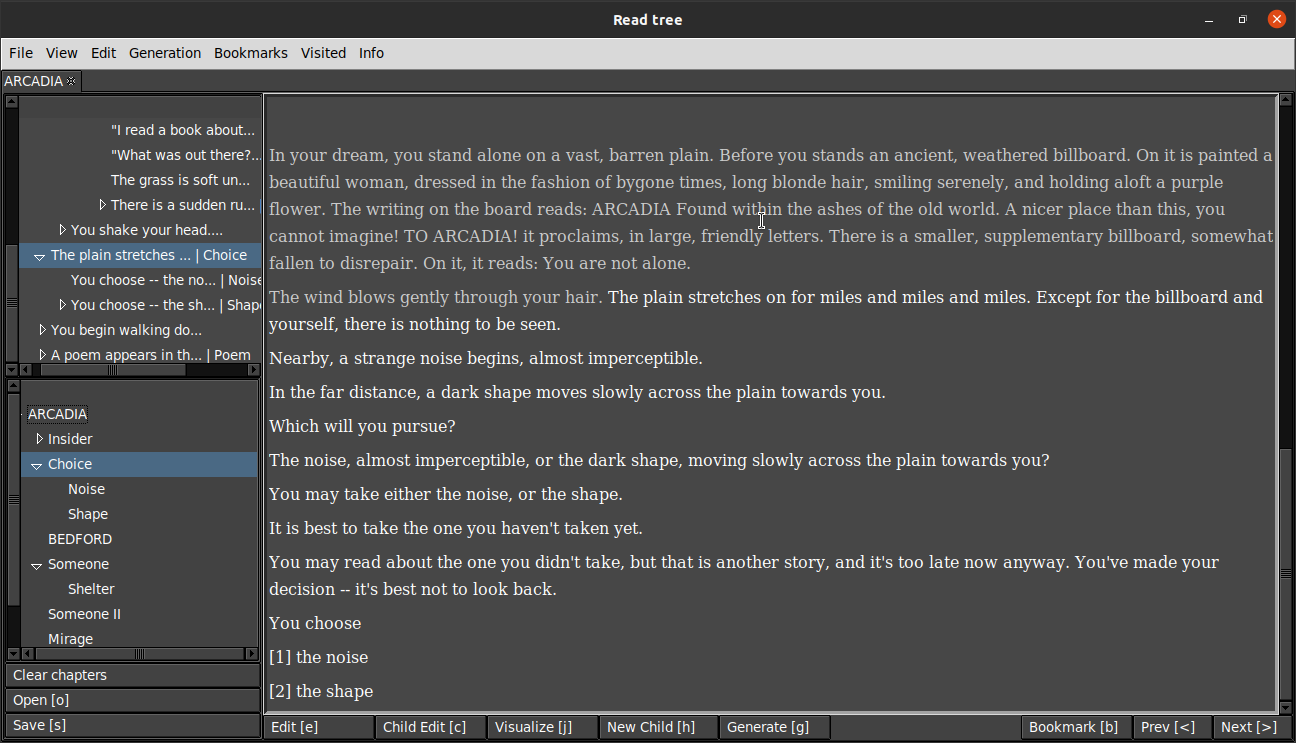 Read tree
File View Edit Generation Bookmarks Visited Info
ARCADIA
"I read a book about...
"What was out there?...
The grass is soft un...
There is a sudden ru...
You shake your head....
The plain stretches ... | Choice
You choose -- the no... | Noise
You choose -- the sh... | Shap
You begin walking do...
A poem appears in th... | Poem
ARCADIA
Insider
Choice
Noise
Shape
BEDFORD
Someone
Shelter
Someone II
Mirage
Clear chapters
Open [o]
Save [s]
In your dream, you stand alone on a vast, barren plain. Before you stands an ancient, weathered billboard. On it is painted a
beautiful woman, dressed in the fashion of bygone times, long blonde hair, smiling serenely, and holding aloft a purple
flower. The writing on the board reads: ARCADIA Found within the ashes of the old world. A nicer place than this, you
cannot imagine! TO ARCADIA! it proclaims, in large, friendly letters. There is a smaller, supplementary billboard, somewhat
fallen to disrepair. On it, it reads: You are not alone.
The wind blows gently through your hair. The plain stretches on for miles and miles and miles. Except for the billboard and
yourself, there is nothing to be seen.
Nearby, a strange noise begins, almost imperceptible.
In the far distance, a dark shape moves slowly across the plain towards you.
Which will you pursue?
The noise, almost imperceptible, or the dark shape, moving slowly across the plain towards you?
You may take either the noise, or the shape.
It is best to take the one you haven't taken yet.
You may read about the one you didn't take, but that is another story, and it's too late now anyway. You've made your
decision -- it's best not to look back.
You choose
[1] the noise
[2] the shape
Edit [e] Child Edit [c] Visualize [j] New Child [h] Generate [g] Bookmark [b] Prev [<] Next [>]